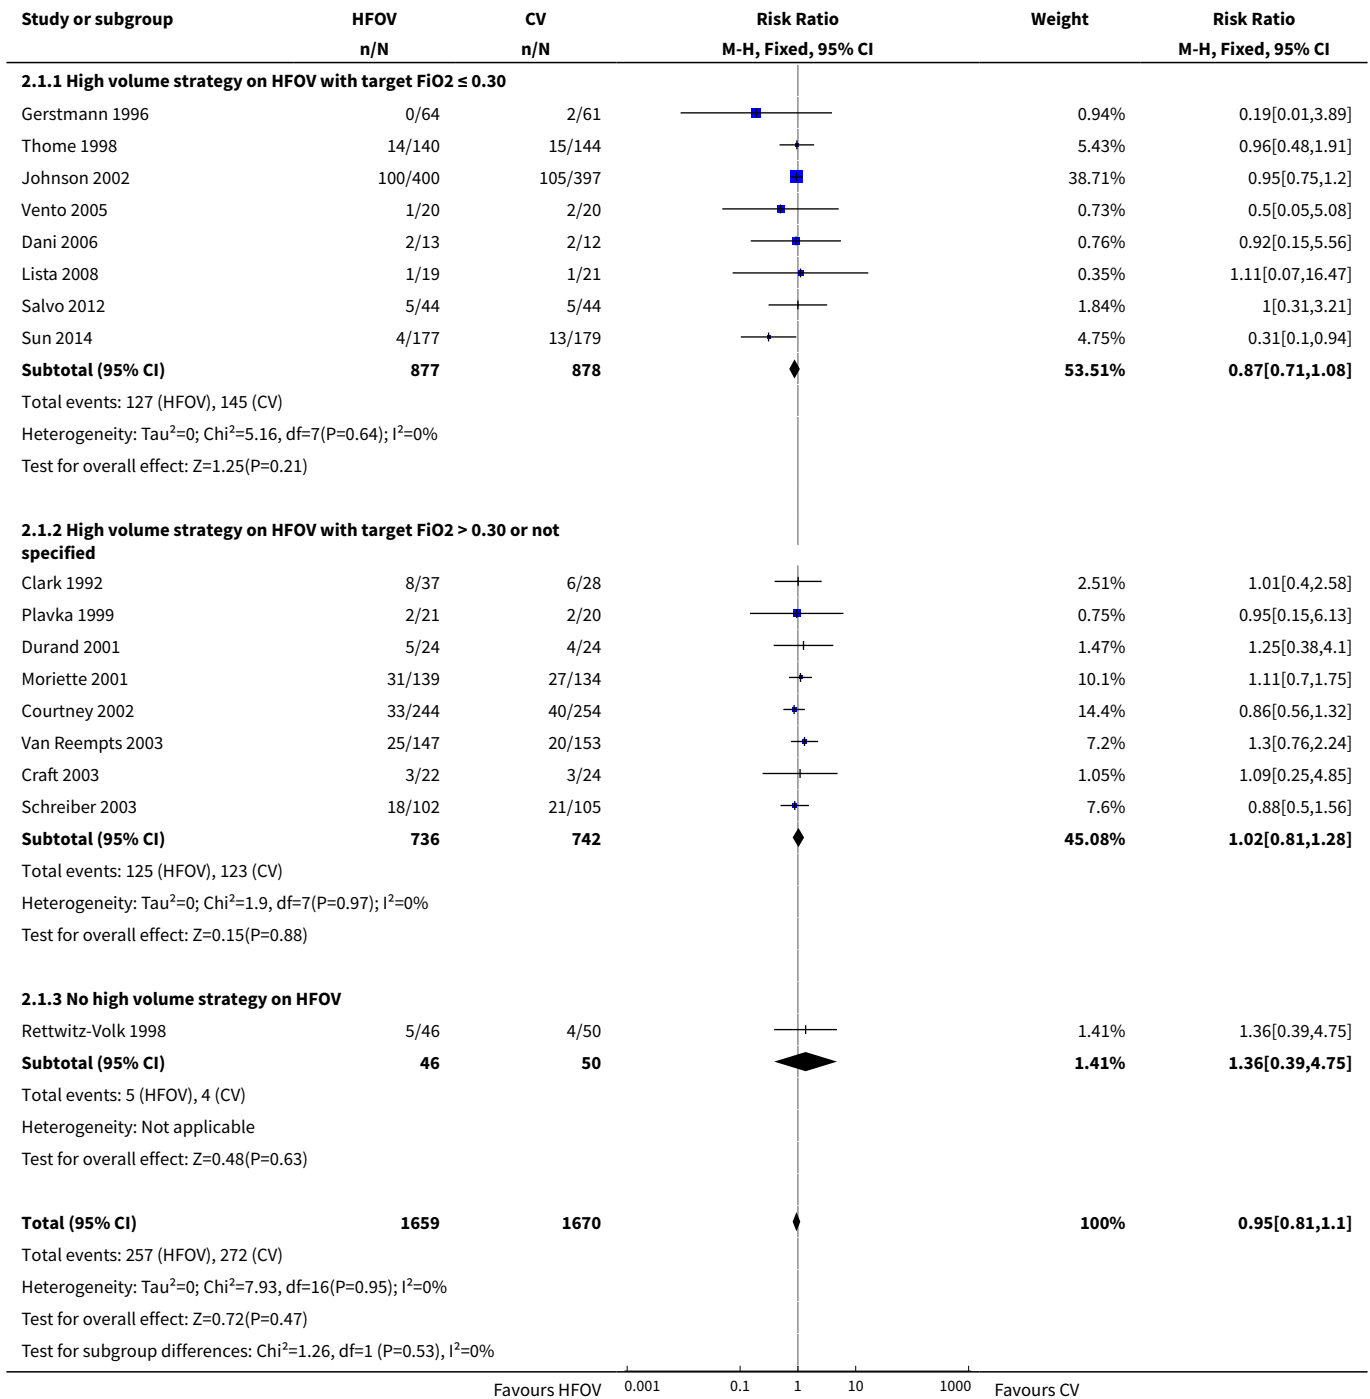 Study or subgroup HFOV CV Risk Ratio Weight Risk Ratio
n/N n/N M-H, Fixed, 95% CI M-H, Fixed, 95% CI
2.1.1 High volume strategy on HFOV with target FiO2 ≤ 0.30
Gerstmann 1996 0/64 2/61 0.94% 0.19[0.01,3.89]
Thome 1998 14/140 15/144 5.43% 0.96[0.48,1.91]
Johnson 2002 100/400 105/397 38.71% 0.95[0.75,1.2]
Vento 2005 1/20 2/20 0.73% 0.5[0.05,5.08]
Dani 2006 2/13 2/12 0.76% 0.92[0.15,5.56]
Lista 2008 1/19 1/21 0.35% 1.11[0.07,16.47]
Salvo 2012 5/44 5/44 1.84% 1[0.31,3.21]
Sun 2014 4/177 13/179 4.75% 0.31[0.1,0.94]
Subtotal (95% CI) 877 878 53.51% 0.87[0.71,1.08]
Total events: 127 (HFOV), 145 (CV)
Heterogeneity: Tau²=0; Chi²=5.16, df=7(P=0.64); I²=0%
Test for overall effect: Z=1.25(P=0.21)
2.1.2 High volume strategy on HFOV with target FiO2 > 0.30 or not
specified
Clark 1992 8/37 6/28 2.51% 1.01[0.4,2.58]
Plavka 1999 2/21 2/20 0.75% 0.95[0.15,6.13]
Durand 2001 5/24 4/24 1.47% 1.25[0.38,4.1]
Moriette 2001 31/139 27/134 10.1% 1.11[0.7,1.75]
Courtney 2002 33/244 40/254 14.4% 0.86[0.56,1.32]
Van Reempts 2003 25/147 20/153 7.2% 1.3[0.76,2.24]
Craft 2003 3/22 3/24 1.05% 1.09[0.25,4.85]
Schreiber 2003 18/102 21/105 7.6% 0.88[0.5,1.56]
Subtotal (95% CI) 736 742 45.08% 1.02[0.81,1.28]
Total events: 125 (HFOV), 123 (CV)
Heterogeneity: Tau²=0; Chi²=1.9, df=7(P=0.97); I²=0%
Test for overall effect: Z=0.15(P=0.88)
2.1.3 No high volume strategy on HFOV
Rettwitz-Volk 1998 5/46 4/50 1.41% 1.36[0.39,4.75]
Subtotal (95% CI) 46 50 1.41% 1.36[0.39,4.75]
Total events: 5 (HFOV), 4 (CV)
Heterogeneity: Not applicable
Test for overall effect: Z=0.48(P=0.63)
Total (95% CI) 1659 1670 100% 0.95[0.81,1.1]
Total events: 257 (HFOV), 272 (CV)
Heterogeneity: Tau²=0; Chi²=7.93, df=16(P=0.95); I²=0%
Test for overall effect: Z=0.72(P=0.47)
Test for subgroup differences: Chi²=1.26, df=1 (P=0.53), I²=0%
Favours HFOV 0.001 0.1 1 10 1000 Favours CV